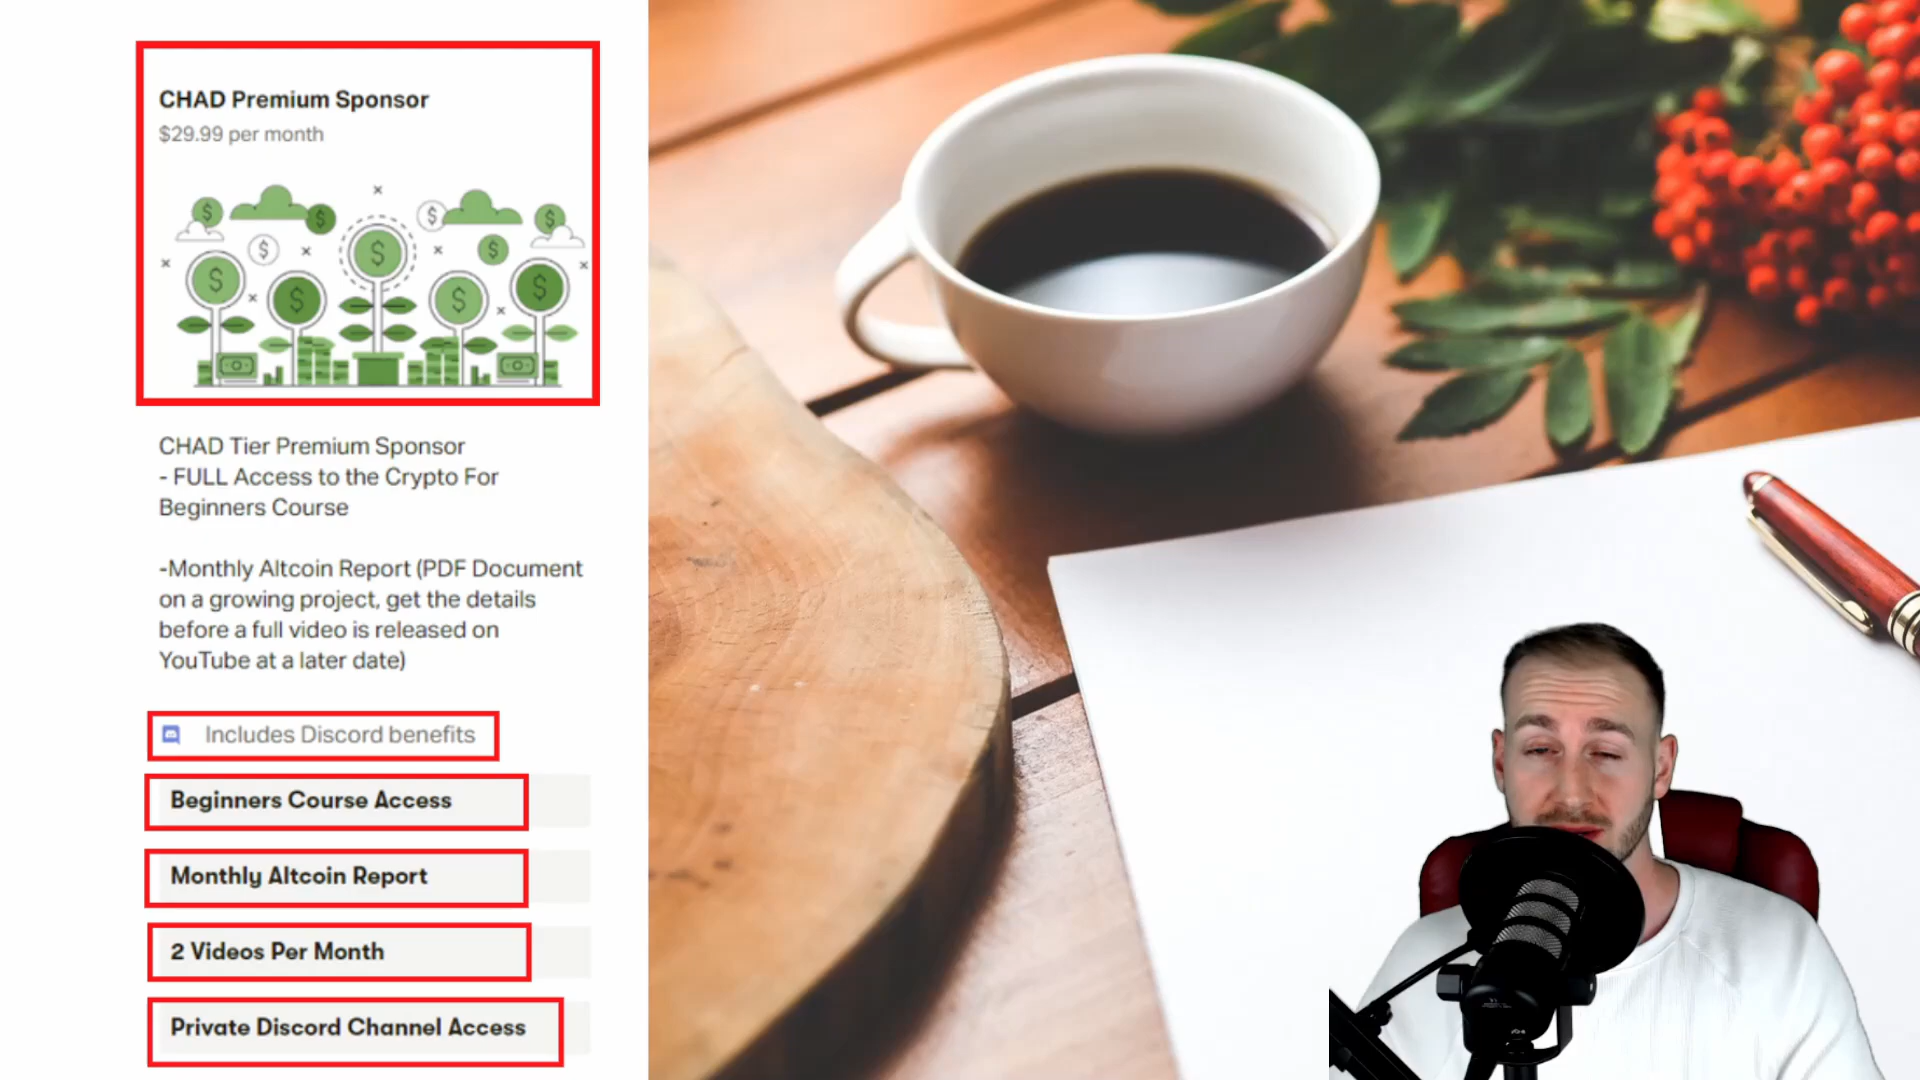 CHAD Premium Sponsor
$29.99 per month
CHAD Tier Premium Sponsor
- FULL Access to the Crypto For
Beginners Course
-Monthly Altcoin Report (PDF Document
on a growing project, get the details
before a full video is released on
YouTube at a later date)
Includes Discord benefits
Beginners Course Access
Monthly Altcoin Report
2 Videos Per Month
Private Discord Channel Access